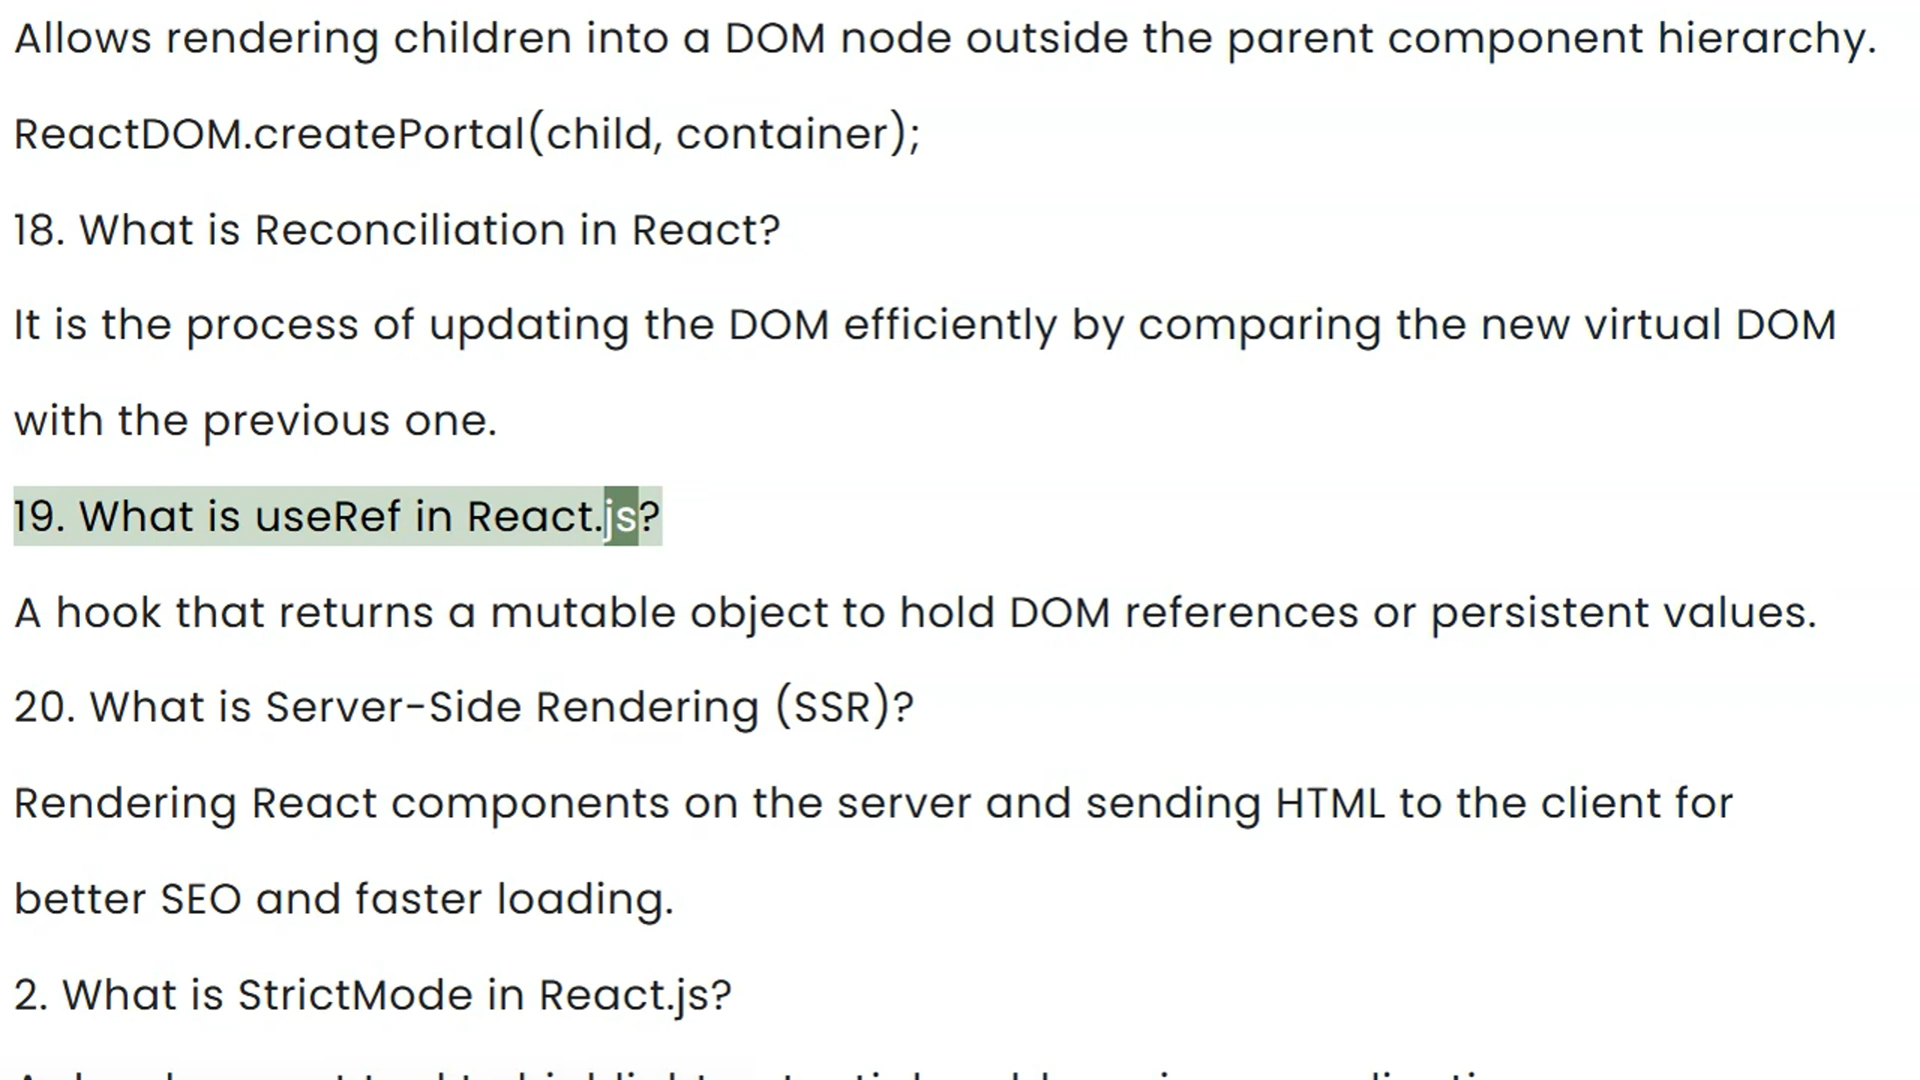 Allows rendering children into a DOM node outside the parent component hierarchy.
ReactDOM.createPortal(child, container);
18. What is Reconciliation in React?
It is the process of updating the DOM efficiently by comparing the new virtual DOM
with the previous one.
19. What is useRef in React.js?
A hook that returns a mutable object to hold DOM references or persistent values.
20. What is Server-Side Rendering (SSR)?
Rendering React components on the server and sending HTML to the client for
better SEO and faster loading.
2. What is StrictMode in React.js?